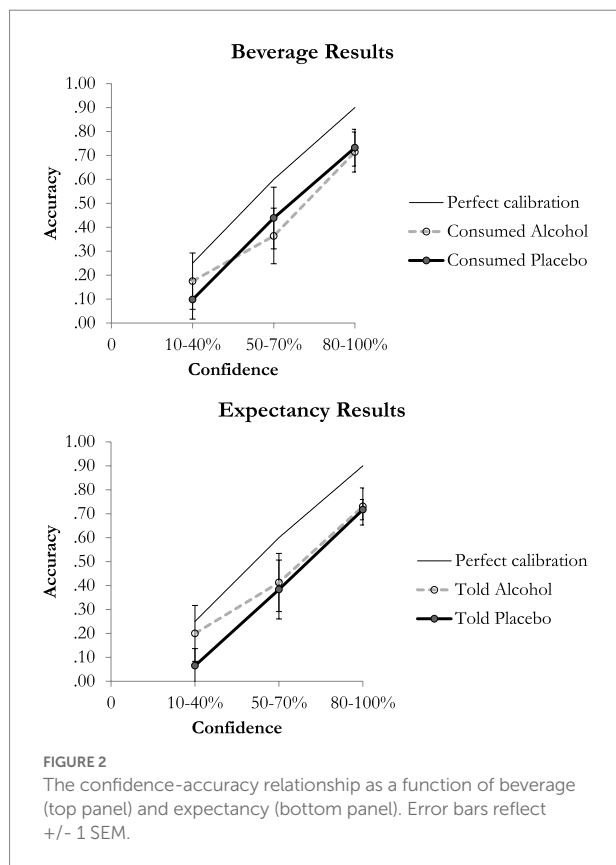 Beverage Results
1.00
.90
.80
.70
.60
.50
.40
.30
.20
.10
.00
Accuracy
0 10-40% 50-70% 80-100%
Confidence
Perfect calibration
Consumed Alcohol
Consumed Placebo
Expectancy Results
1.00
.90
.80
.70
.60
.50
.40
.30
.20
.10
.00
Accuracy
0 10-40% 50-70% 80-100%
Confidence
Perfect calibration
Told Alcohol
Told Placebo
FIGURE 2
The confidence-accuracy relationship as a function of beverage
(top panel) and expectancy (bottom panel). Error bars reflect
+/- 1 SEM.